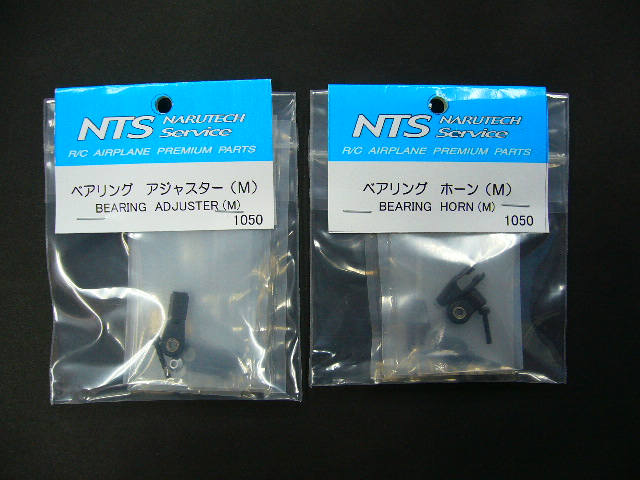 NTS NARUTECH Service
R/C AIRPLANE PREMIUM PARTS
ベアリング アジャスター(M)
BEARING ADJUSTER(M)
1050
NTS NARUTECH Service
R/C AIRPLANE PREMIUM PARTS
ベアリング ホーン(M)
BEARING HORN(M)
1050